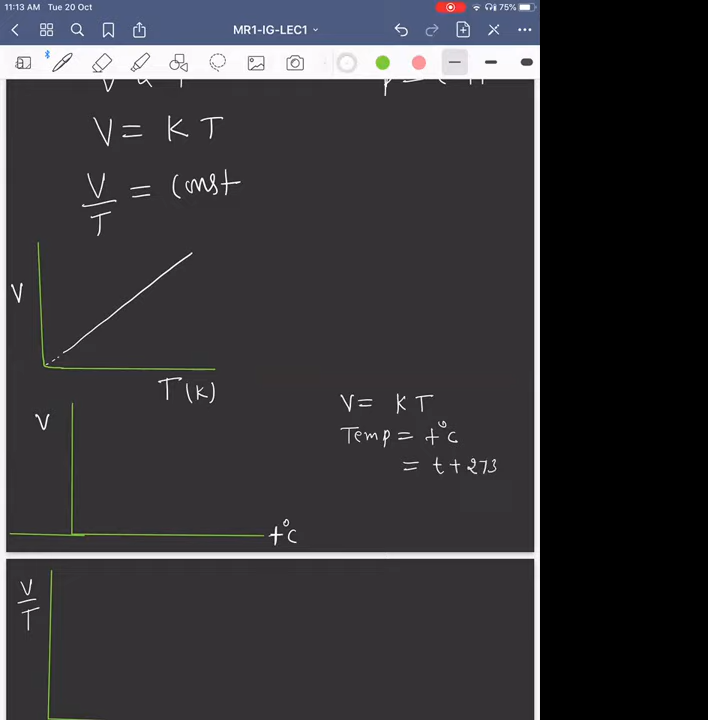 11:13 AM Tue 20 Oct
75%
MR1-IG-LEC1
V = K T
V/T = Const
V
T (K)
V
t°C
V = K T
Temp = t°C
= t + 273
V/T